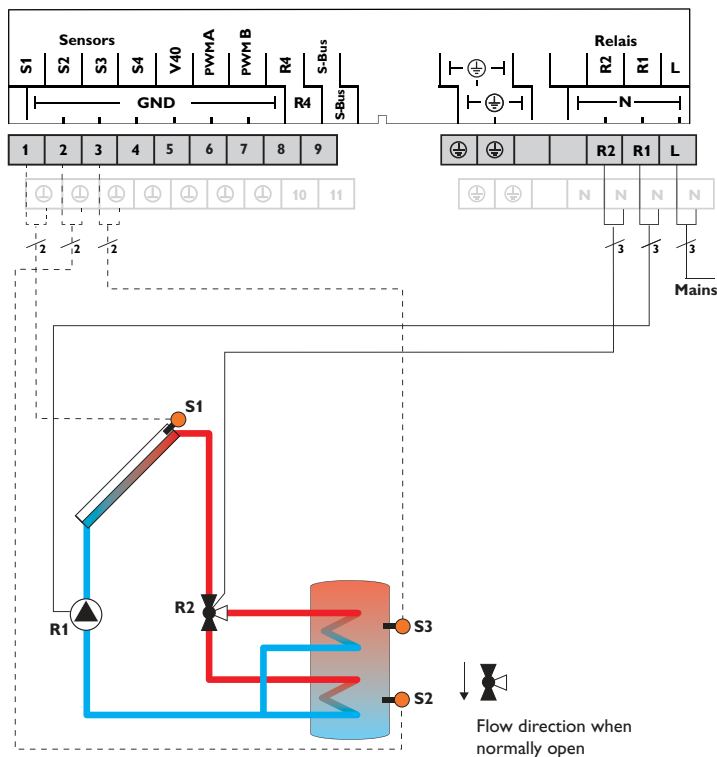 Sensors
Relais
S1 S2 S3 S4 V40 PWMA PWM B R4 S-Bus R2 R1 L
GND R4 S-Bus N
1 2 3 4 5 6 7 8 9 R2 R1 L
10 11 N N N N
2 2 2 3 3 3
Mains
S1
R2
R1
S3
S2
Flow direction when
normally open